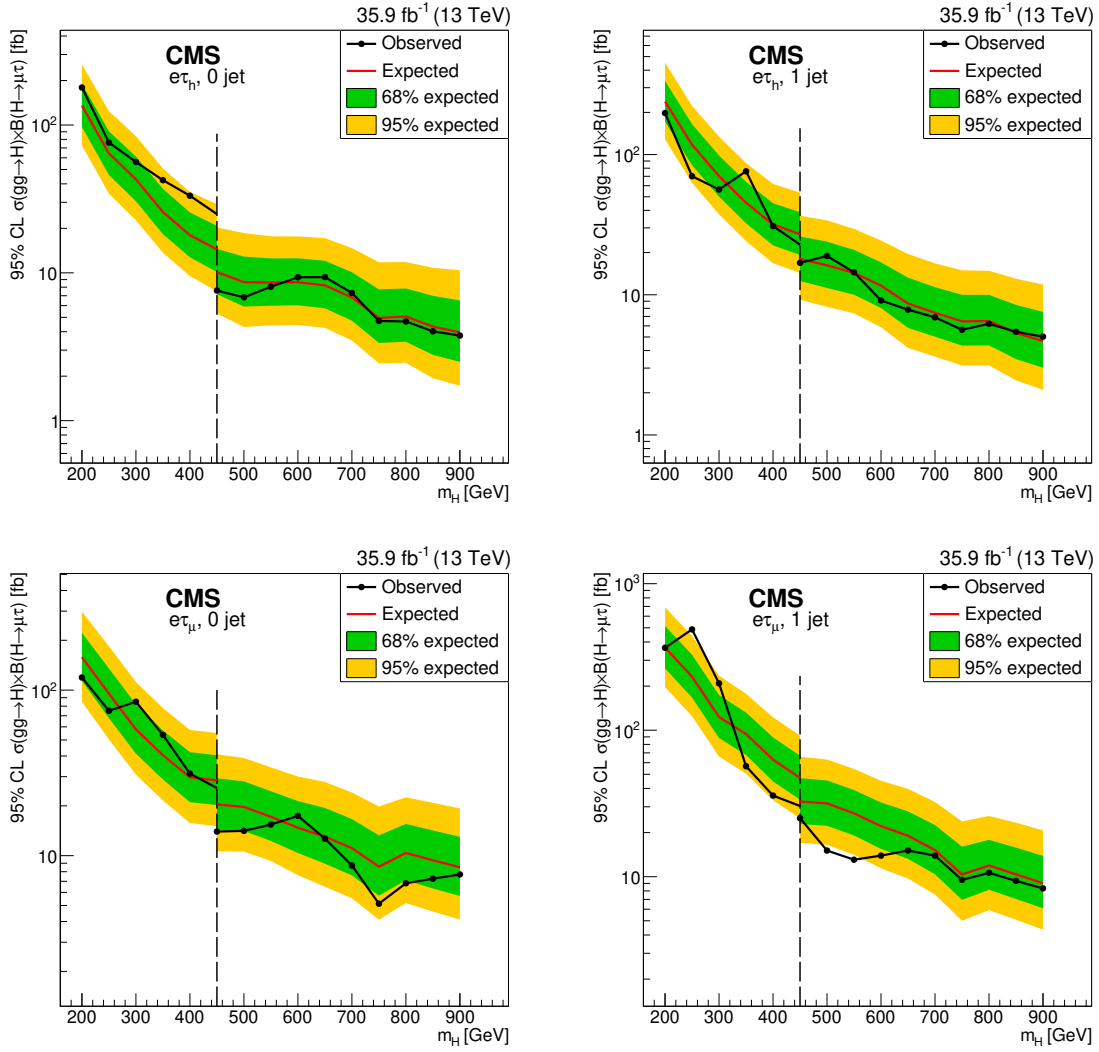 35.9 fb⁻¹ (13 TeV)
95% CL σ(gg→H)×B(H→μτ) [fb]
CMS
eτₕ, 0 jet
Observed
Expected
68% expected
95% expected
10²
10
1
200 300 400 500 600 700 800 900
m_H [GeV]
35.9 fb⁻¹ (13 TeV)
95% CL σ(gg→H)×B(H→μτ) [fb]
CMS
eτₕ, 1 jet
Observed
Expected
68% expected
95% expected
10²
10
1
200 300 400 500 600 700 800 900
m_H [GeV]
35.9 fb⁻¹ (13 TeV)
95% CL σ(gg→H)×B(H→μτ) [fb]
CMS
eτ_μ, 0 jet
Observed
Expected
68% expected
95% expected
10²
10
200 300 400 500 600 700 800 900
m_H [GeV]
35.9 fb⁻¹ (13 TeV)
95% CL σ(gg→H)×B(H→μτ) [fb]
CMS
eτ_μ, 1 jet
Observed
Expected
68% expected
95% expected
10³
10²
10
200 300 400 500 600 700 800 900
m_H [GeV]